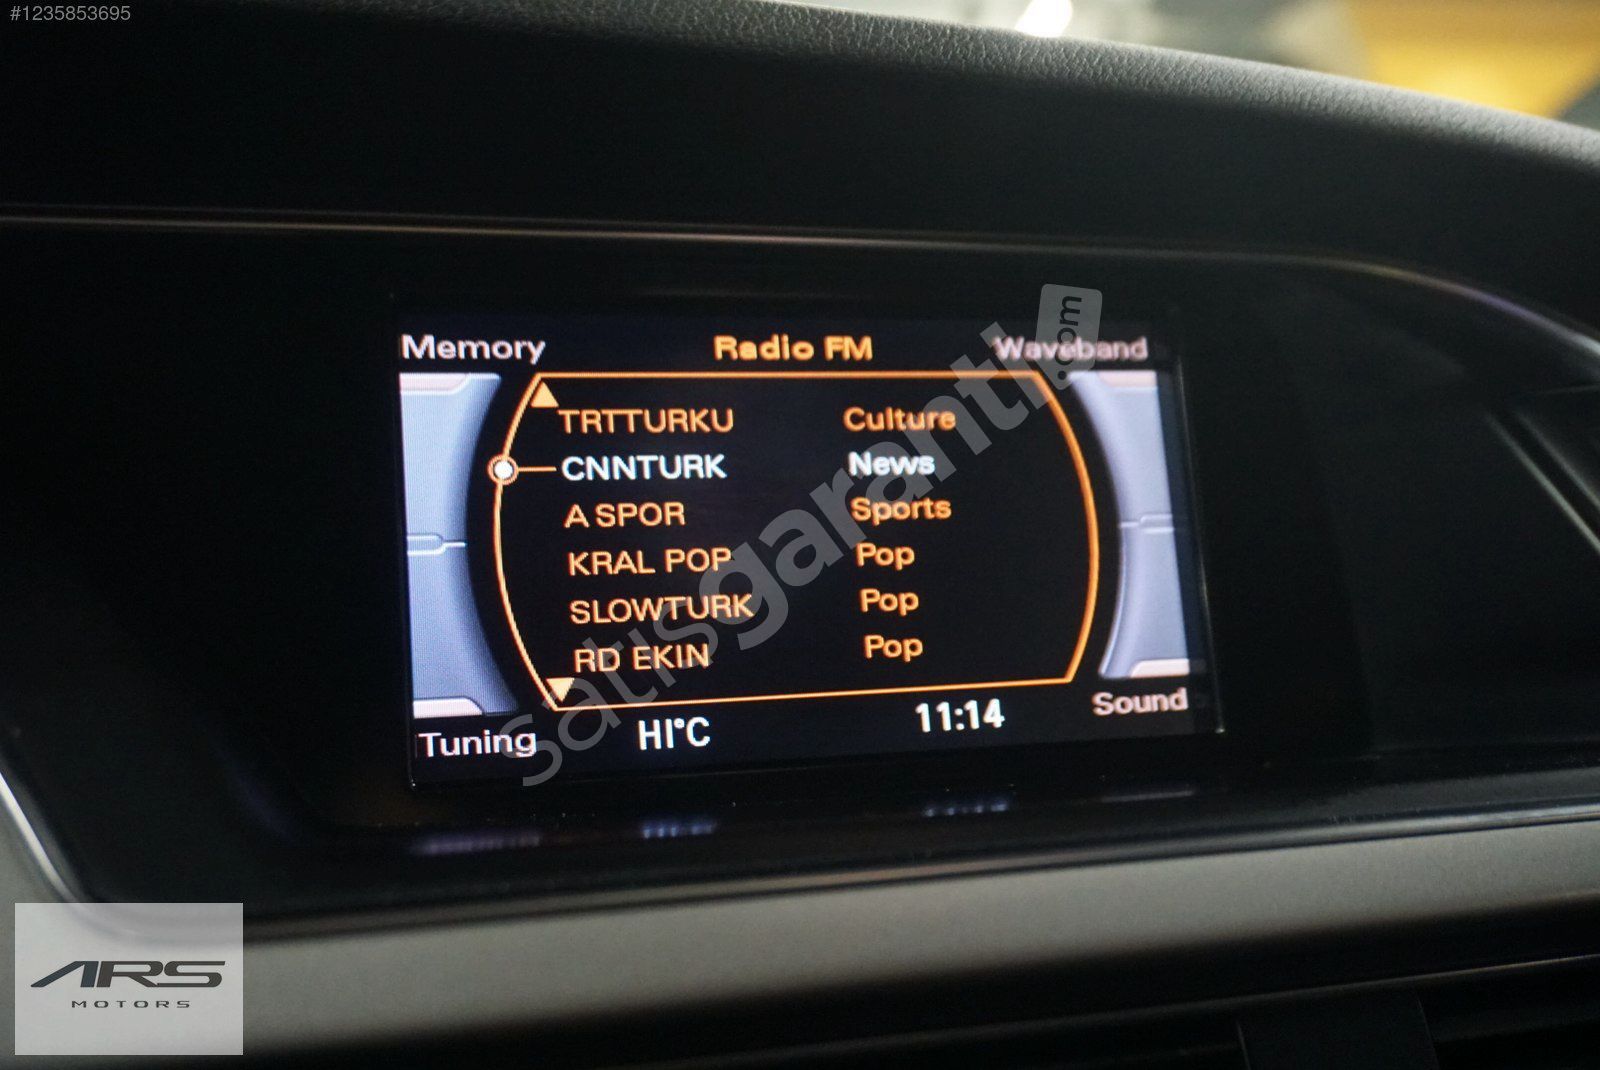 #1235853695
Memory Radio FM Waveband
TRTTURKU Culture
CNNTURK News
A SPOR Sports
KRAL POP Pop
SLOWTURK Pop
RD EKIN Pop
Tuning HI°C 11:14 Sound
satisgaranti.com
ARS
MOTORS